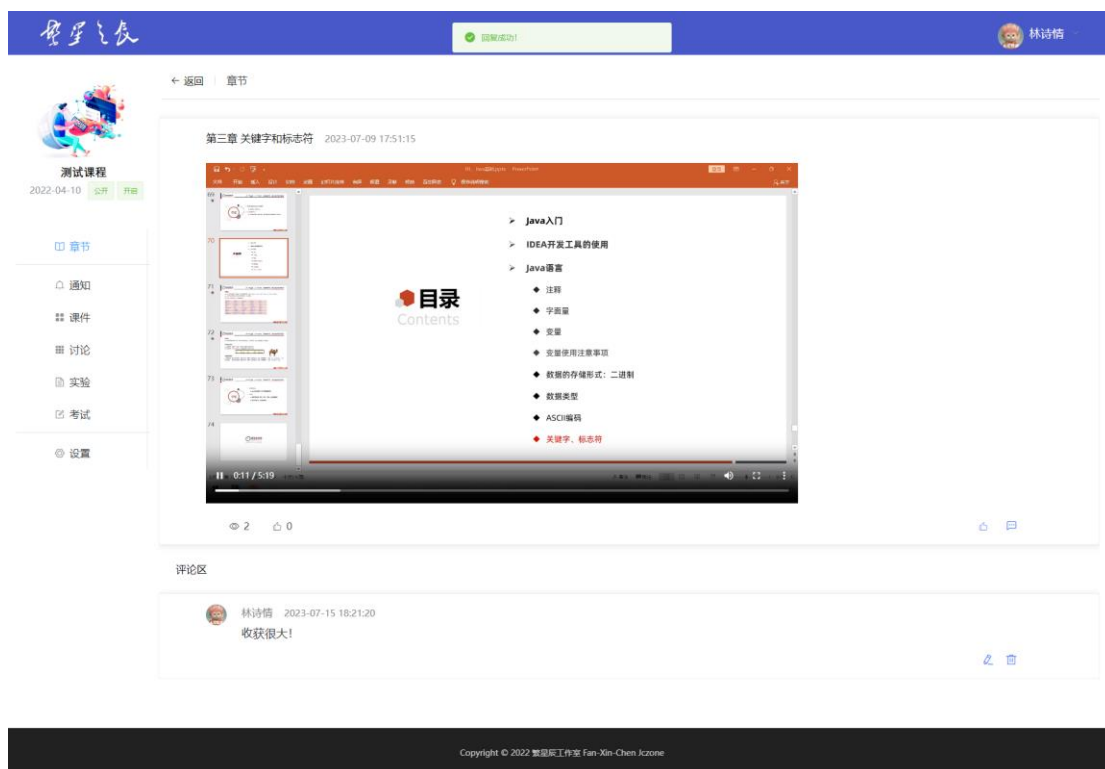 回复成功!
林诗情
← 返回
章节
测试课程
2022-04-10 公开 开启
章节
通知
课件
讨论
实验
考试
设置
第三章 关键字和标志符 2023-07-09 17:51:15
目录
Contents
Java入门
IDEA开发工具的使用
Java语言
注释
字面量
变量
变量使用注意事项
数据的存储形式：二进制
数据类型
ASCII编码
关键字、标志符
69
70
71
72
73
74
0:11 / 5:19
2
0
评论区
林诗情 2023-07-15 18:21:20
收获很大!
Copyright © 2022 繁星辰工作室 Fan-Xin-Chen Jczone